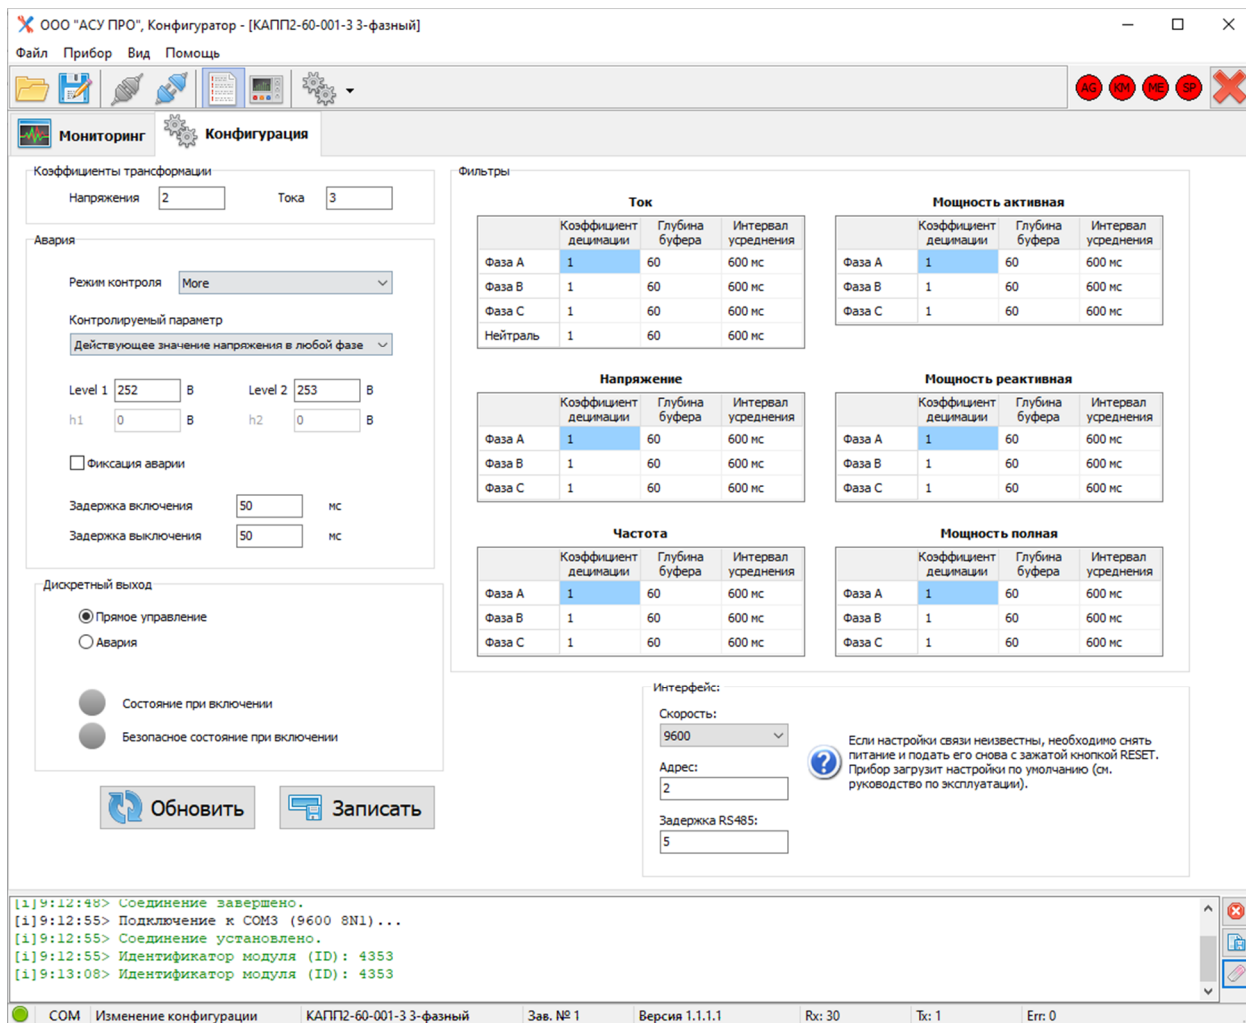 ООО "АСУ ПРО", Конфигуратор - [КАПП2-60-001-3 3-фазный]
Файл Прибор Вид Помощь
AG KM ME SP
Мониторинг Конфигурация
Коэффициенты трансформации
Напряжения 2 Тока 3
Авария
Режим контроля More
Контролируемый параметр
Действующее значение напряжения в любой фазе
Level 1 252 В Level 2 253 В
h1 0 В h2 0 В
Фиксация аварии
Задержка включения 50 мс
Задержка выключения 50 мс
Дискретный выход
Прямое управление
Авария
Состояние при включении
Безопасное состояние при включении
Обновить Записать
Фильтры
Ток
Коэффициент децимации Глубина буфера Интервал усреднения
Фаза A 1 60 600 мс
Фаза B 1 60 600 мс
Фаза C 1 60 600 мс
Нейтраль 1 60 600 мс
Мощность активная
Коэффициент децимации Глубина буфера Интервал усреднения
Фаза A 1 60 600 мс
Фаза B 1 60 600 мс
Фаза C 1 60 600 мс
Напряжение
Коэффициент децимации Глубина буфера Интервал усреднения
Фаза A 1 60 600 мс
Фаза B 1 60 600 мс
Фаза C 1 60 600 мс
Мощность реактивная
Коэффициент децимации Глубина буфера Интервал усреднения
Фаза A 1 60 600 мс
Фаза B 1 60 600 мс
Фаза C 1 60 600 мс
Частота
Коэффициент децимации Глубина буфера Интервал усреднения
Фаза A 1 60 600 мс
Фаза B 1 60 600 мс
Фаза C 1 60 600 мс
Мощность полная
Коэффициент децимации Глубина буфера Интервал усреднения
Фаза A 1 60 600 мс
Фаза B 1 60 600 мс
Фаза C 1 60 600 мс
Интерфейс:
Скорость:
9600
Адрес:
2
Задержка RS485:
5
Если настройки связи неизвестны, необходимо снять
питание и подать его снова с зажатой кнопкой RESET.
Прибор загрузит настройки по умолчанию (см.
руководство по эксплуатации).
[i]9:12:48> Соединение завершено.
[i]9:12:55> Подключение к COM3 (9600 8N1)...
[i]9:12:55> Соединение установлено.
[i]9:12:55> Идентификатор модуля (ID): 4353
[i]9:13:08> Идентификатор модуля (ID): 4353
COM Изменение конфигурации КАПП2-60-001-3 3-фазный Зав. № 1 Версия 1.1.1.1 Rx: 30 Tx: 1 Err: 0